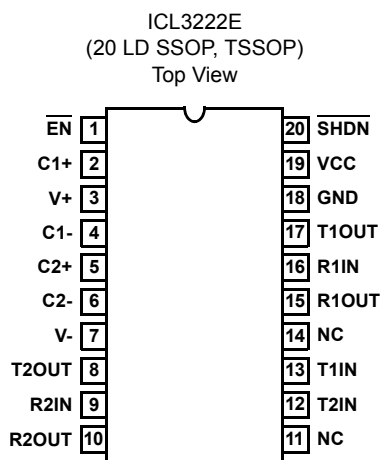 ICL3222E
(20 LD SSOP, TSSOP)
Top View
EN 1 20 SHDN
C1+ 2 19 VCC
V+ 3 18 GND
C1- 4 17 T1OUT
C2+ 5 16 R1IN
C2- 6 15 R1OUT
V- 7 14 NC
T2OUT 8 13 T1IN
R2IN 9 12 T2IN
R2OUT 10 11 NC